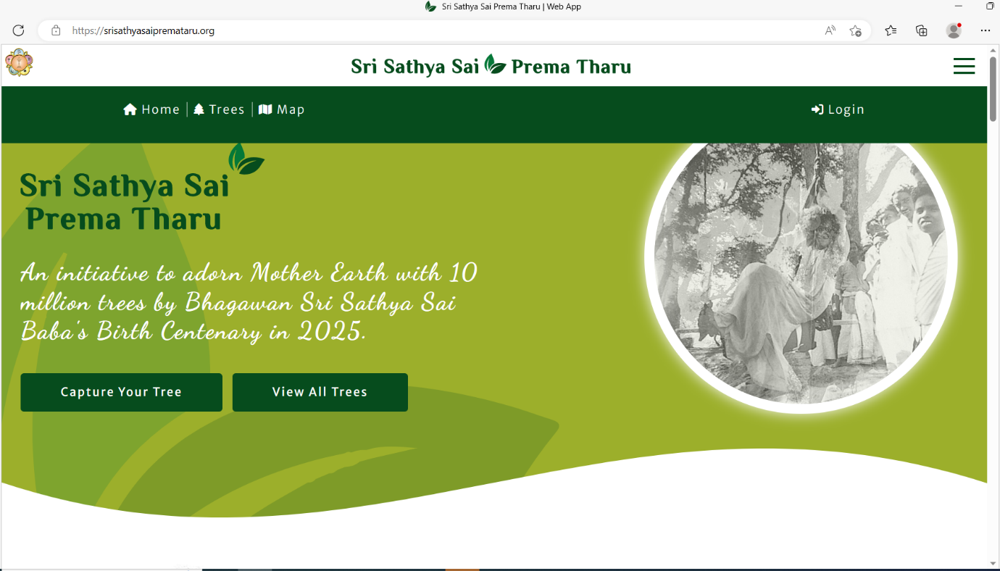 Sri Sathya Sai Prema Tharu | Web App
https://srisathyasaipremataru.org
Sri Sathya Sai Prema Tharu
Home | Trees | Map
Login
Sri Sathya Sai
Prema Tharu
An initiative to adorn Mother Earth with 10
million trees by Bhagawan Sri Sathya Sai
Baba's Birth Centenary in 2025.
Capture Your Tree
View All Trees